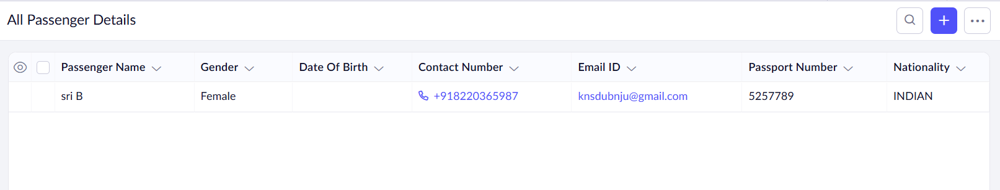 All Passenger Details
Passenger Name Gender Date Of Birth Contact Number Email ID Passport Number Nationality
sri B Female +918220365987 knsdubnju@gmail.com 5257789 INDIAN